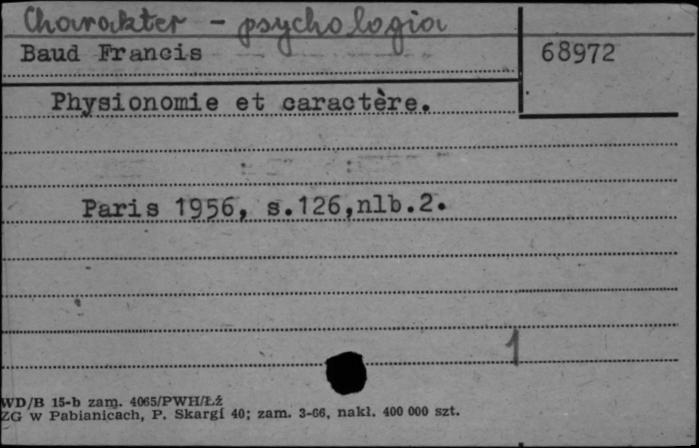 Charakter - psychologia
Baud Francis
68972
Physionomie et caractère.
Paris 1956, s.126,nlb.2.
1
WD/B 15-b zam. 4065/PWH/Łż
ZG w Pabianicach, P. Skargi 40; zam. 3-66, nakl. 400 000 szt.